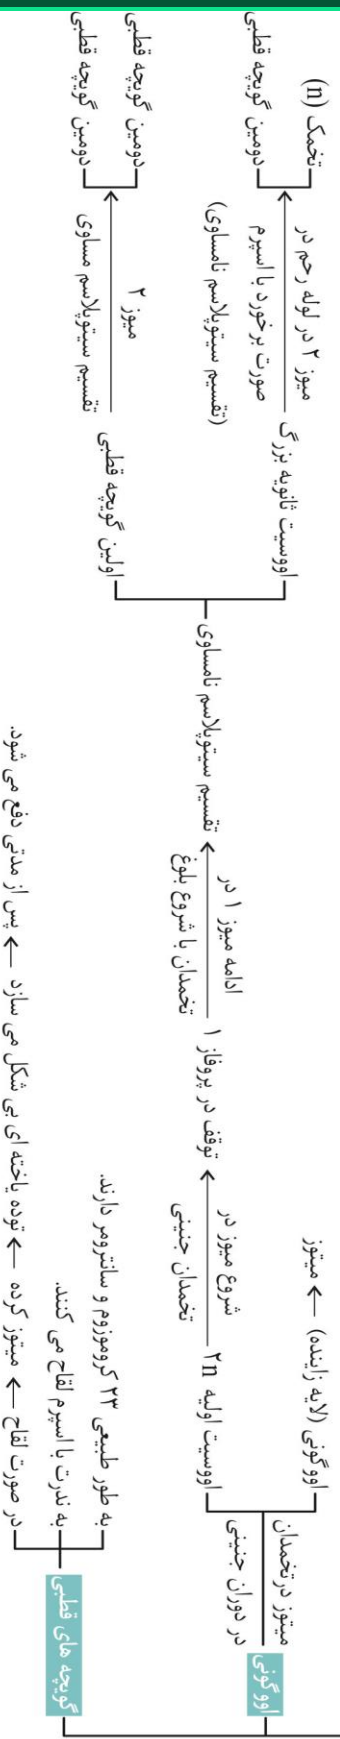 اووگونی
میتوز در تخمدان
در دوران جنینی
اووگونی (لایه زاینده) ← میتوز
اووسیت اولیه ۲n
شروع میوز در
تخمدان جنینی
توقف در پروفاز ۱
ادامه میوز ۱ در
تخمدان با شروع بلوغ
تقسیم سیتوپلاسم نامساوی
اووسیت ثانویه بزرگ
میوز ۲ در لوله رحم در
صورت برخورد با اسپرم
(تقسیم سیتوپلاسم نامساوی)
تخمک (n)
دومین گویچه قطبی
اولین گویچه قطبی
میوز ۲
تقسیم سیتوپلاسم مساوی
دومین گویچه قطبی
دومین گویچه قطبی
گویچه های قطبی
به طور طبیعی ۲۳ کروموزوم و سانترومر دارند.
به ندرت با اسپرم لقاح می کنند.
در صورت لقاح ← میتوز کرده ← توده یاخته ای بی شکل می سازد ← پس از مدتی دفع می شود.